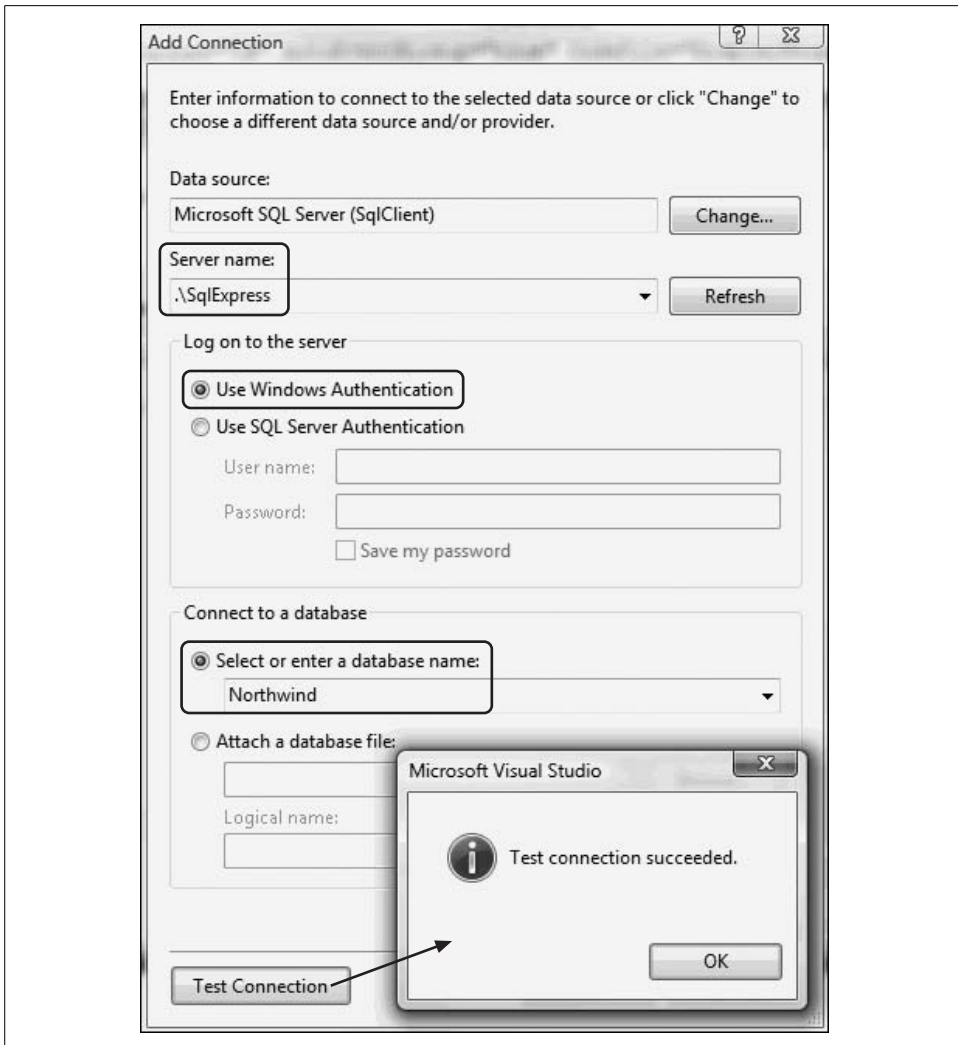 Add Connection
Enter information to connect to the selected data source or click "Change" to
choose a different data source and/or provider.
Data source:
Microsoft SQL Server (SqlClient)
Change...
Server name:
.\SqlExpress
Refresh
Log on to the server
Use Windows Authentication
Use SQL Server Authentication
User name:
Password:
Save my password
Connect to a database
Select or enter a database name:
Northwind
Attach a database file:
Logical name:
Microsoft Visual Studio
Test connection succeeded.
OK
Test Connection